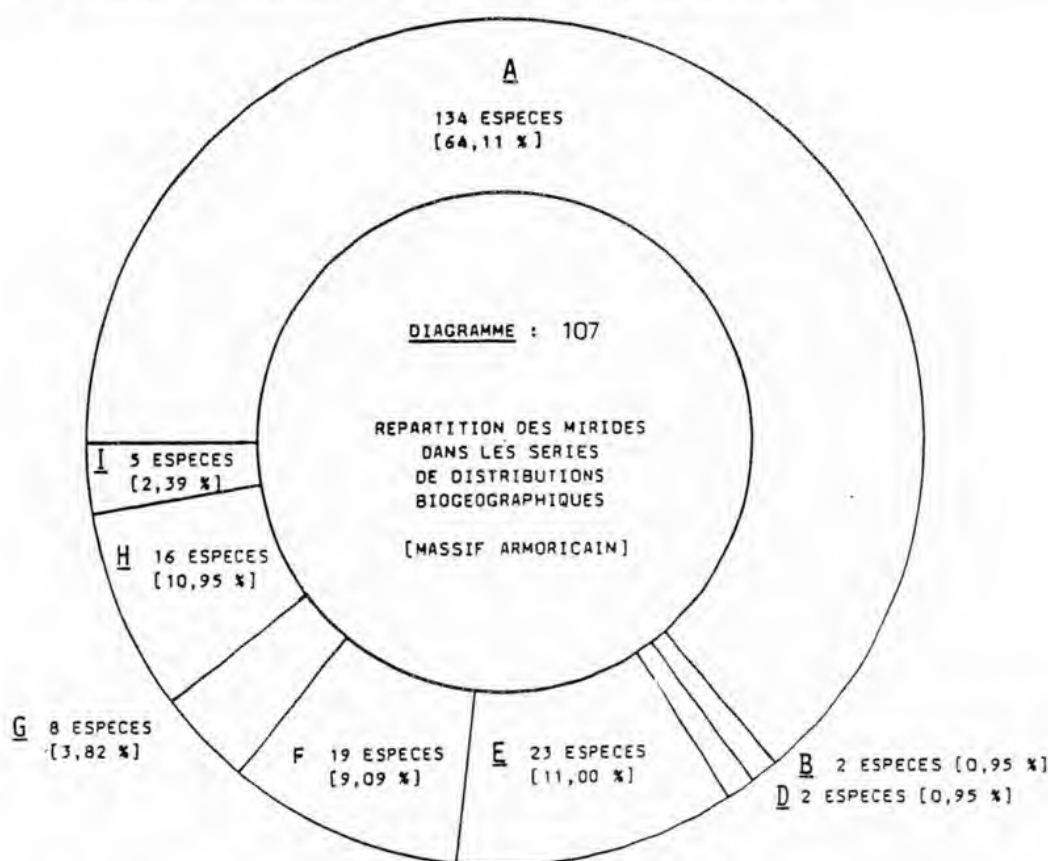 A
134 ESPECES
[64,11 %]
DIAGRAMME : 107
REPARTITION DES MIRIDES
DANS LES SERIES
DE DISTRIBUTIONS
BIOGEOGRAPHIQUES
[MASSIF ARMORICAIN]
I 5 ESPECES
[2,39 %]
H 16 ESPECES
[10,95 %]
G 8 ESPECES
[3,82 %]
F 19 ESPECES
[9,09 %]
E 23 ESPECES
[11,00 %]
B 2 ESPECES [0,95 %]
D 2 ESPECES [0,95 %]